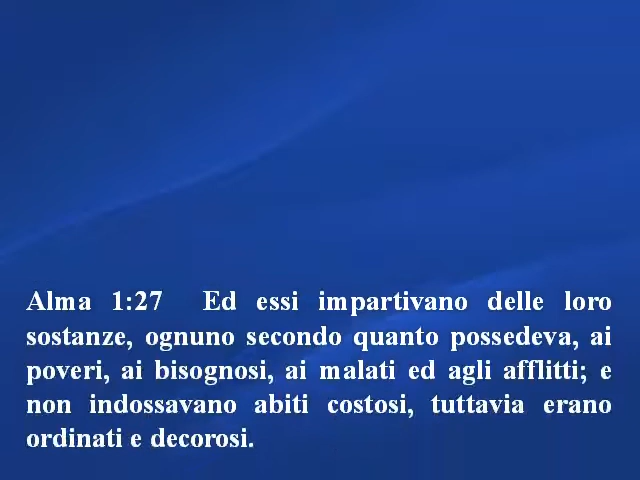 Alma 1:27 Ed essi impartivano delle loro
sostanze, ognuno secondo quanto possedeva, ai
poveri, ai bisognosi, ai malati ed agli afflitti; e
non indossavano abiti costosi, tuttavia erano
ordinati e decorosi.